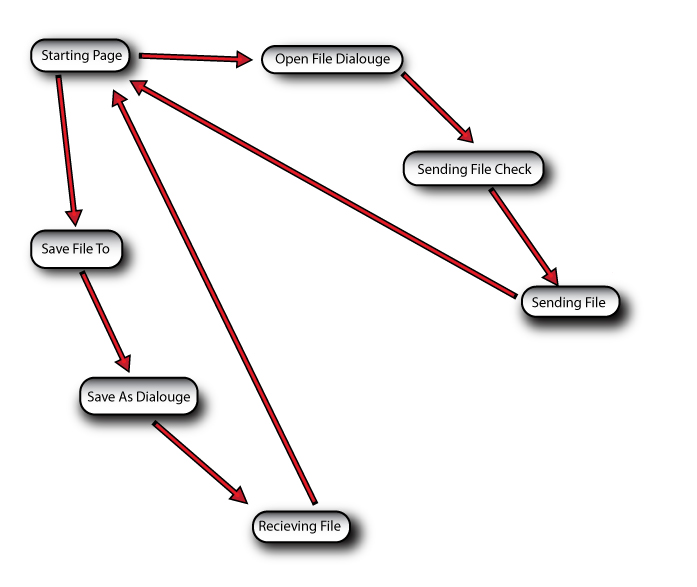 Starting Page
Open File Dialouge
Sending File Check
Save File To
Sending File
Save As Dialouge
Recieving File